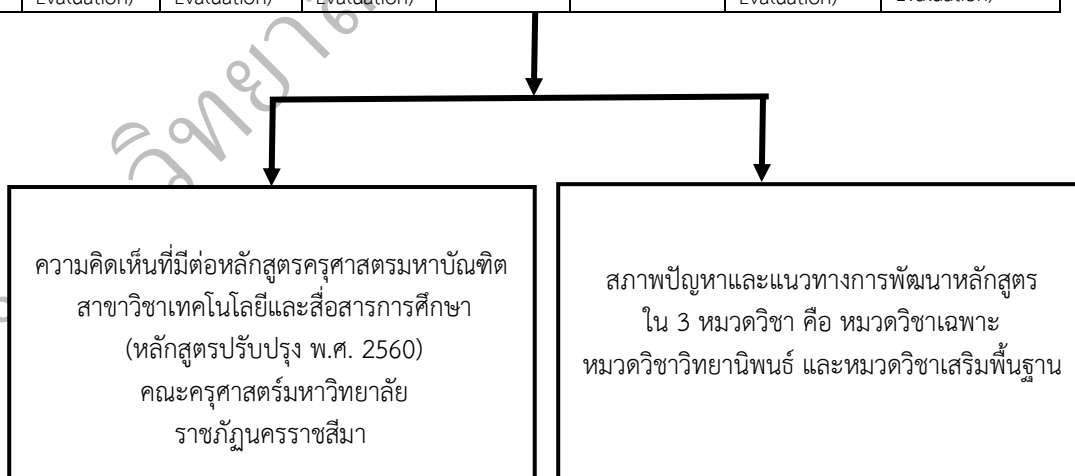 Evaluation) Evaluation) Evaluation) Evaluation) Evaluation)
ความคิดเห็นที่มีต่อหลักสูตรครุศาสตรมหาบัณฑิต
สาขาวิชาเทคโนโลยีและสื่อสารการศึกษา
(หลักสูตรปรับปรุง พ.ศ. 2560)
คณะครุศาสตร์มหาวิทยาลัย
ราชภัฏนครราชสีมา
สภาพปัญหาและแนวทางการพัฒนาหลักสูตร
ใน 3 หมวดวิชา คือ หมวดวิชาเฉพาะ
หมวดวิชาวิทยานิพนธ์ และหมวดวิชาเสริมพื้นฐาน